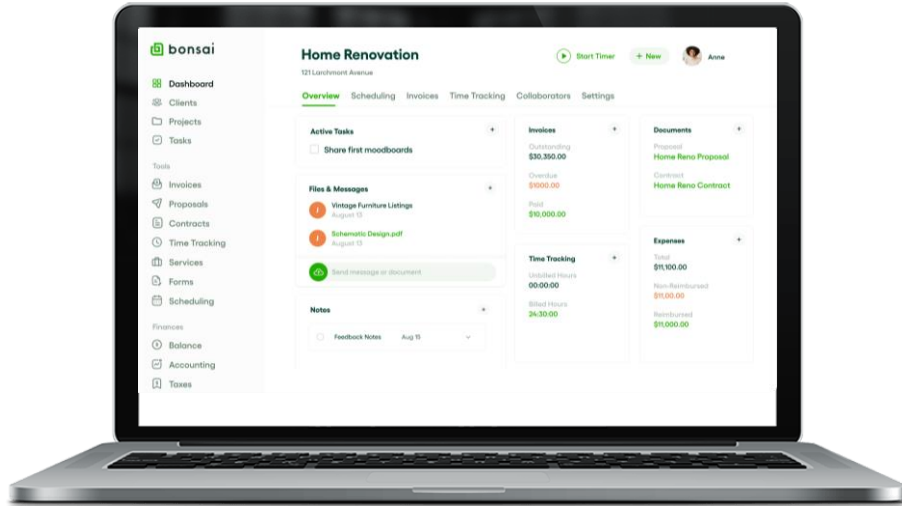 bonsai
Dashboard
Clients
Projects
Tasks
Tools
Invoices
Proposals
Contracts
Time Tracking
Services
Forms
Scheduling
Finances
Balance
Accounting
Taxes
Home Renovation
121 Larchmont Avenue
Start Timer
+ New
Anne
Overview Scheduling Invoices Time Tracking Collaborators Settings
Active Tasks +
Share first moodboards
Files & Messages +
I
Vintage Furniture Listings
August 13
I
Schematic Design.pdf
August 13
Send message or document
Notes +
Feedback Notes Aug 15
Invoices +
Outstanding
$30,350.00
Overdue
$1000.00
Paid
$10,000.00
Time Tracking +
Unbilled Hours
00:00:00
Billed Hours
24:30:00
Documents +
Proposal
Home Reno Proposal
Contract
Home Reno Contract
Expenses +
Total
$11,100.00
Non-Reimbursed
$11,00.00
Reimbursed
$11,000.00